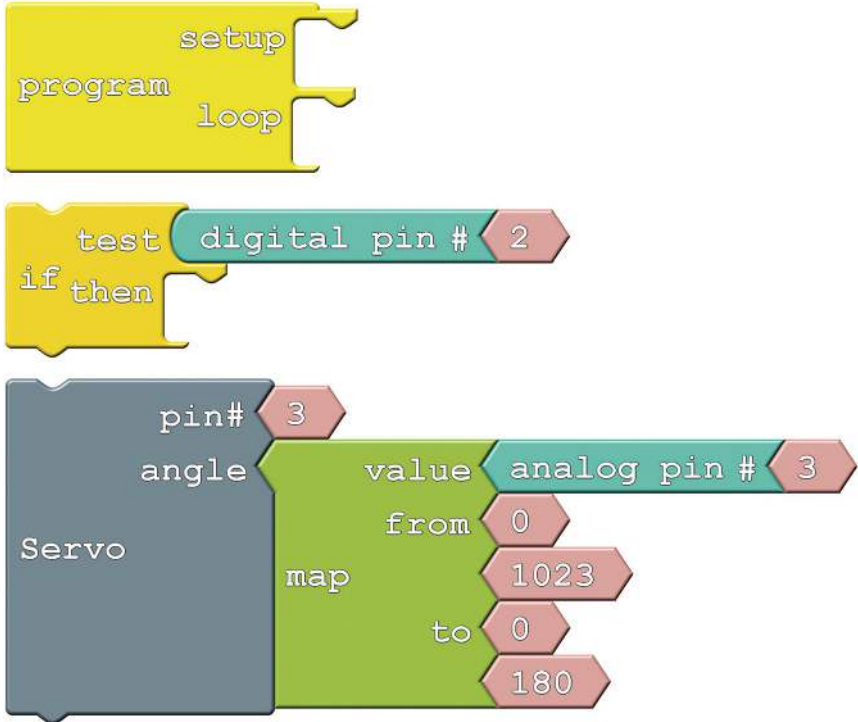 setup
program
loop
test digital pin # 2
if then
pin# 3
angle value analog pin # 3
from 0
Servo map 1023
to 0
180